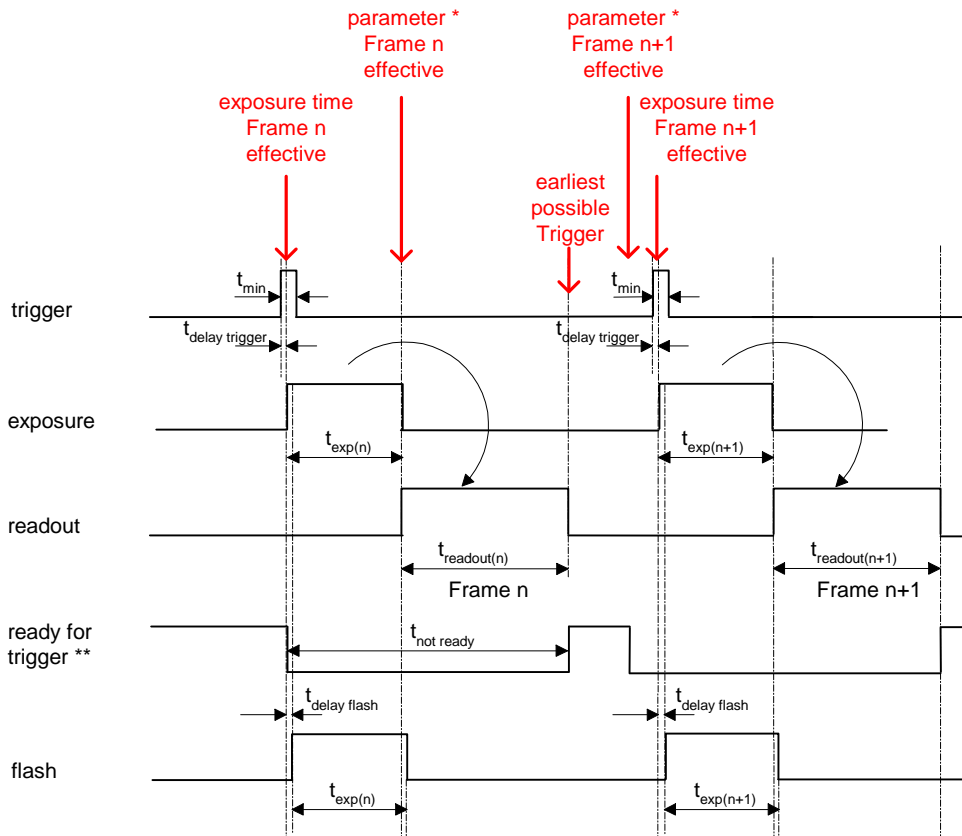 parameter *
Frame n
effective
parameter *
Frame n+1
effective
exposure time
Frame n
effective
exposure time
Frame n+1
effective
earliest
possible
Trigger
trigger
tmin
tmin
tdelay trigger
tdelay trigger
exposure
texp(n)
texp(n+1)
readout
treadout(n)
treadout(n+1)
Frame n
Frame n+1
ready for
trigger **
tnot ready
tdelay flash
tdelay flash
flash
texp(n)
texp(n+1)